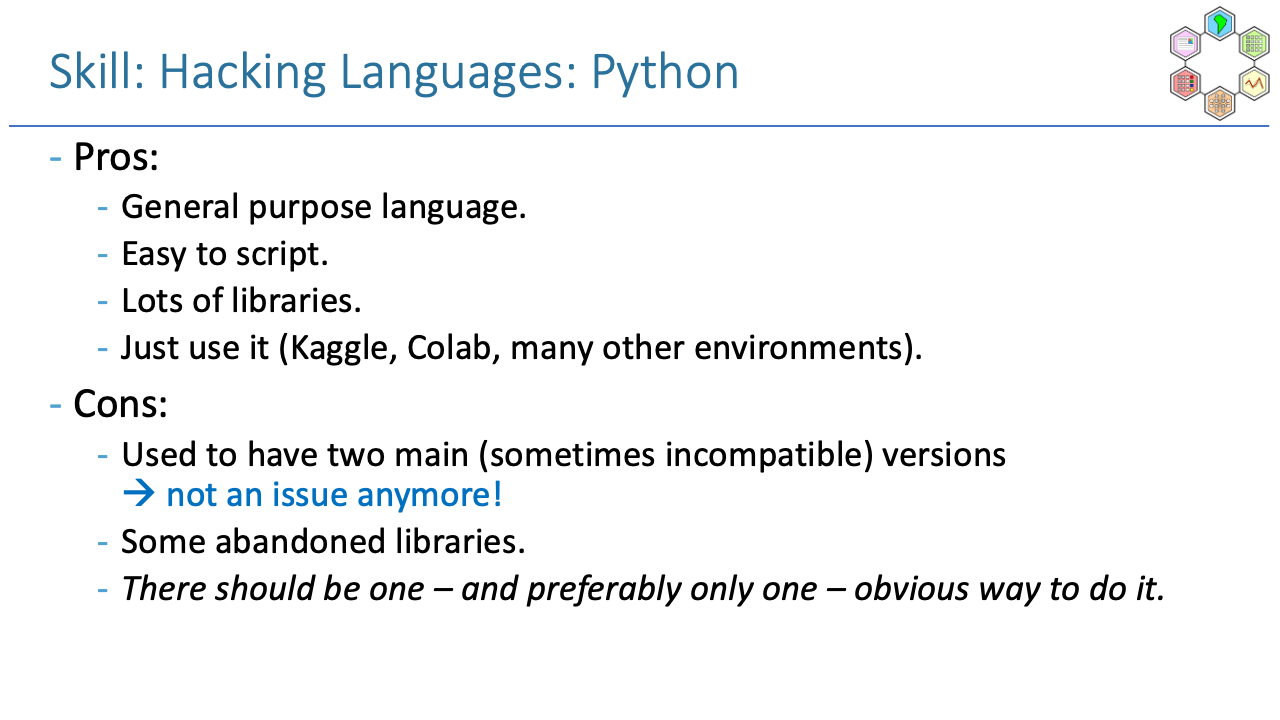 Skill: Hacking Languages: Python
- Pros:
- General purpose language.
- Easy to script.
- Lots of libraries.
- Just use it (Kaggle, Colab, many other environments).
- Cons:
- Used to have two main (sometimes incompatible) versions
→ not an issue anymore!
- Some abandoned libraries.
- There should be one – and preferably only one – obvious way to do it.